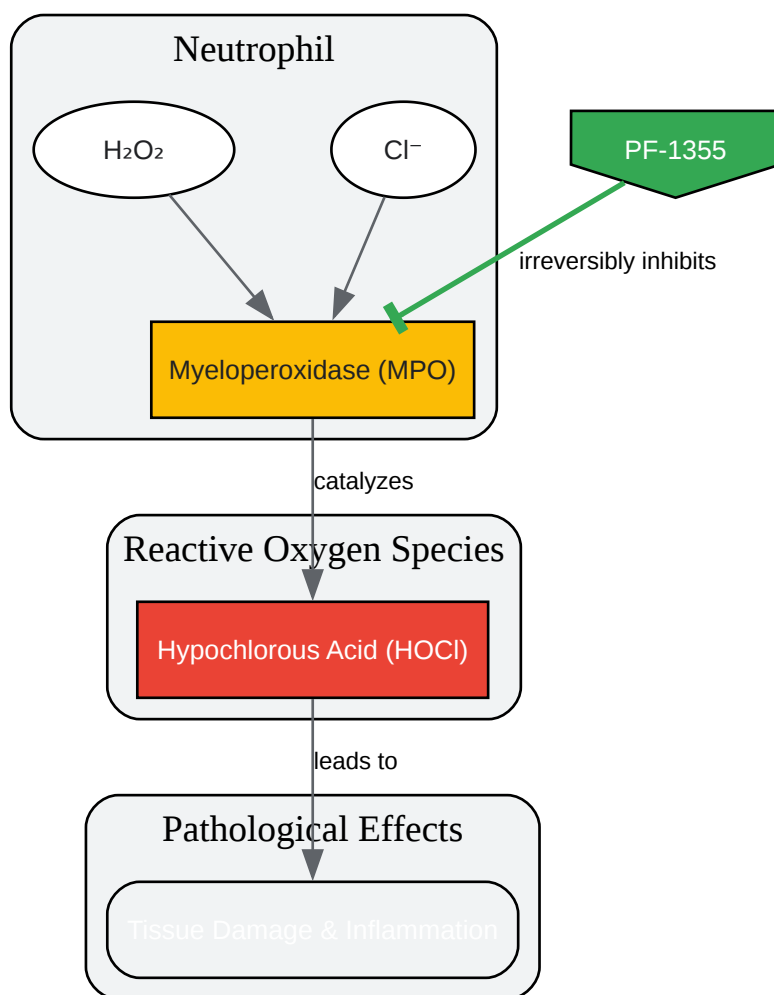 Neutrophil
H₂O₂
Cl⁻
PF-1355
irreversibly inhibits
Myeloperoxidase (MPO)
catalyzes
Reactive Oxygen Species
Hypochlorous Acid (HOCl)
leads to
Pathological Effects
Tissue Damage & Inflammation